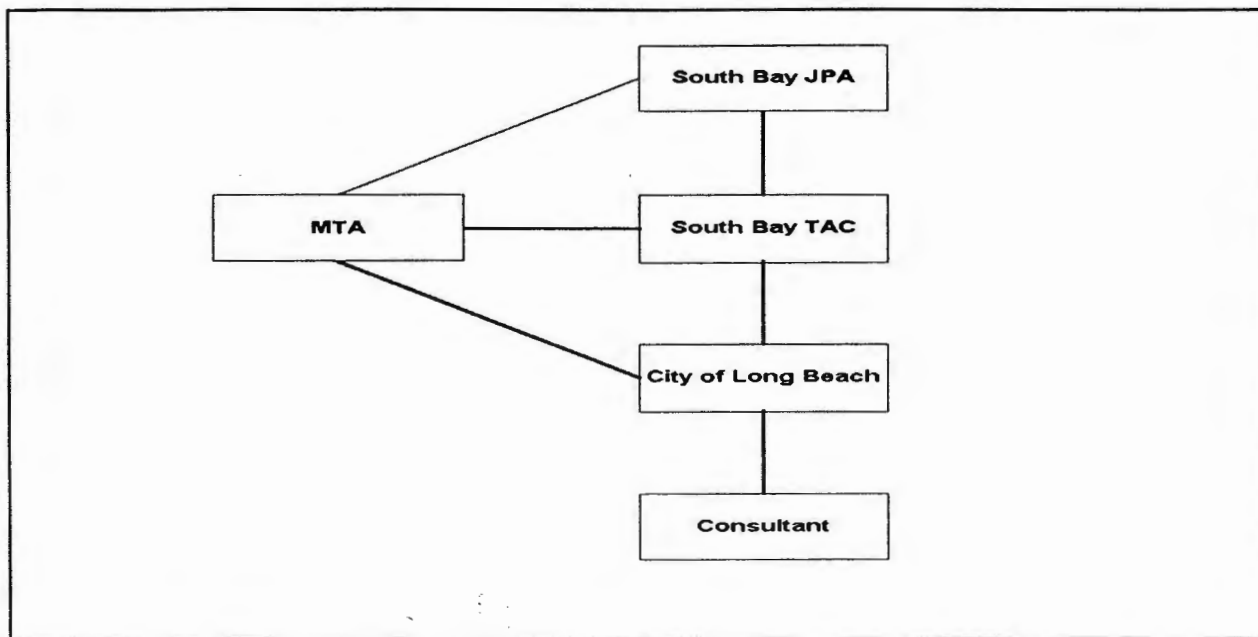 South Bay JPA
MTA
South Bay TAC
City of Long Beach
Consultant